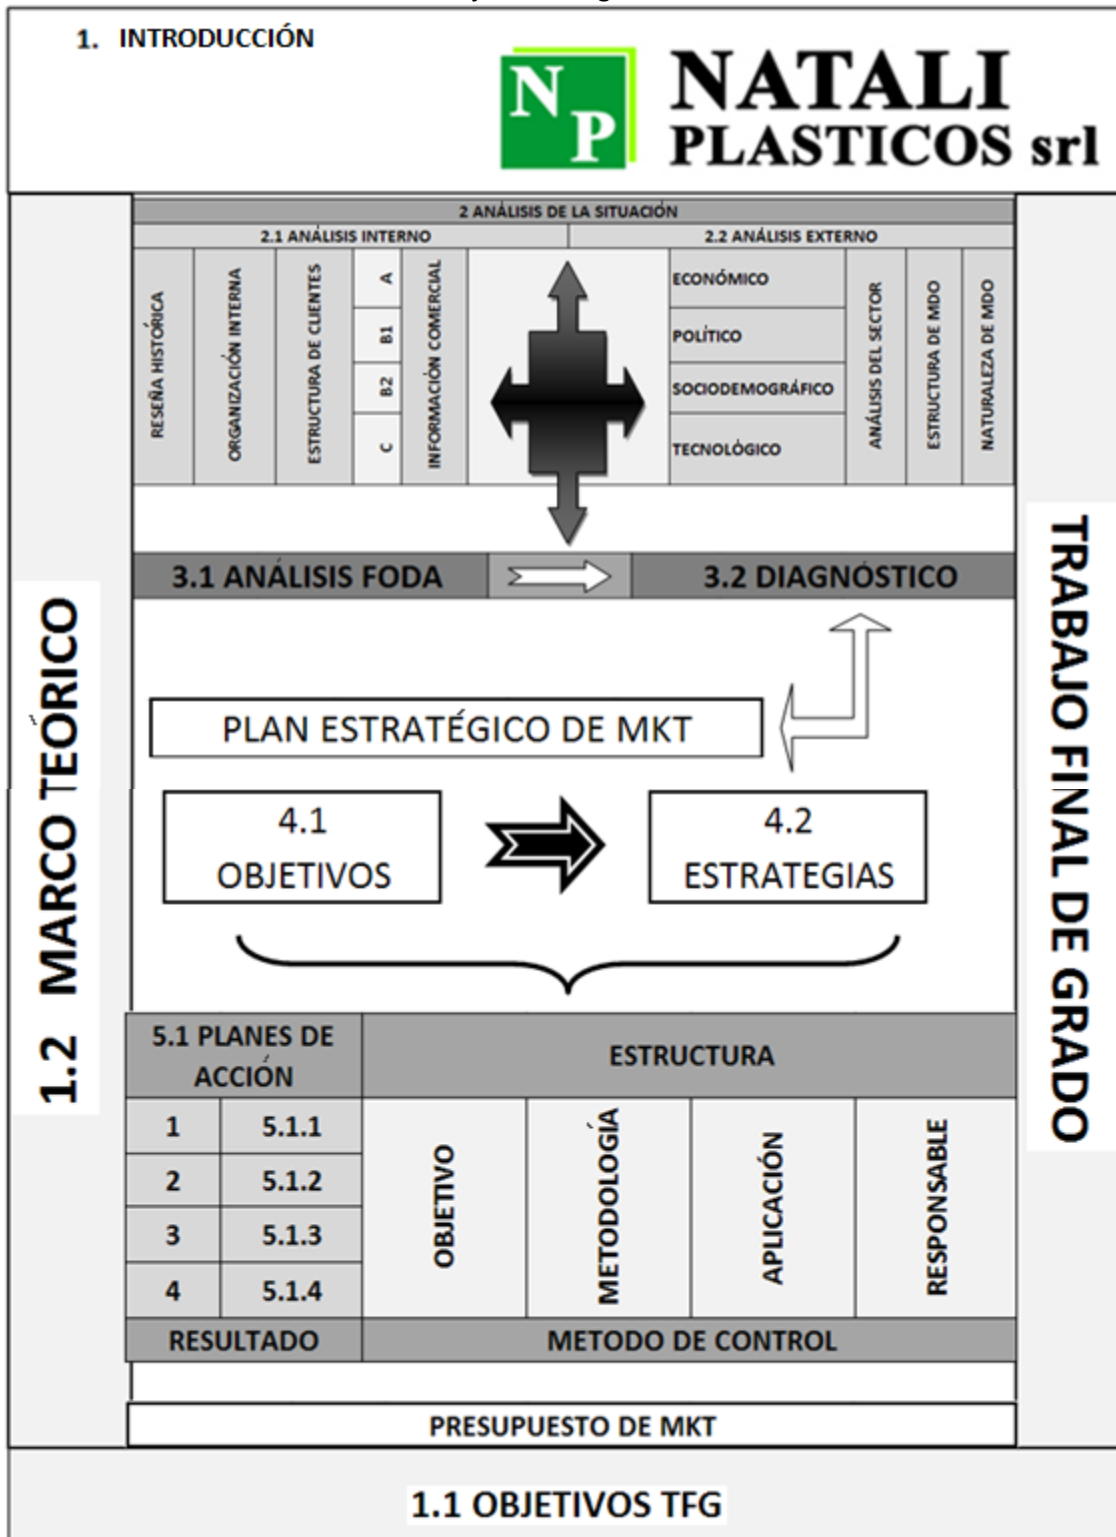 1. INTRODUCCIÓN
N P
NATALI
PLASTICOS srl
2 ANÁLISIS DE LA SITUACIÓN
2.1 ANÁLISIS INTERNO
2.2 ANÁLISIS EXTERNO
RESEÑA HISTÓRICA
ORGANIZACIÓN INTERNA
ESTRUCTURA DE CLIENTES
A
B1
B2
C
INFORMACIÓN COMERCIAL
ECONÓMICO
POLÍTICO
SOCIODEMOGRÁFICO
TECNOLÓGICO
ANÁLISIS DEL SECTOR
ESTRUCTURA DE MDO
NATURALEZA DE MDO
3.1 ANÁLISIS FODA
3.2 DIAGNÓSTICO
1.2 MARCO TEÓRICO
TRABAJO FINAL DE GRADO
PLAN ESTRATÉGICO DE MKT
4.1
OBJETIVOS
4.2
ESTRATEGIAS
5.1 PLANES DE
ACCIÓN
ESTRUCTURA
1 5.1.1
2 5.1.2
3 5.1.3
4 5.1.4
OBJETIVO
METODOLOGÍA
APLICACIÓN
RESPONSABLE
RESULTADO
METODO DE CONTROL
PRESUPUESTO DE MKT
1.1 OBJETIVOS TFG